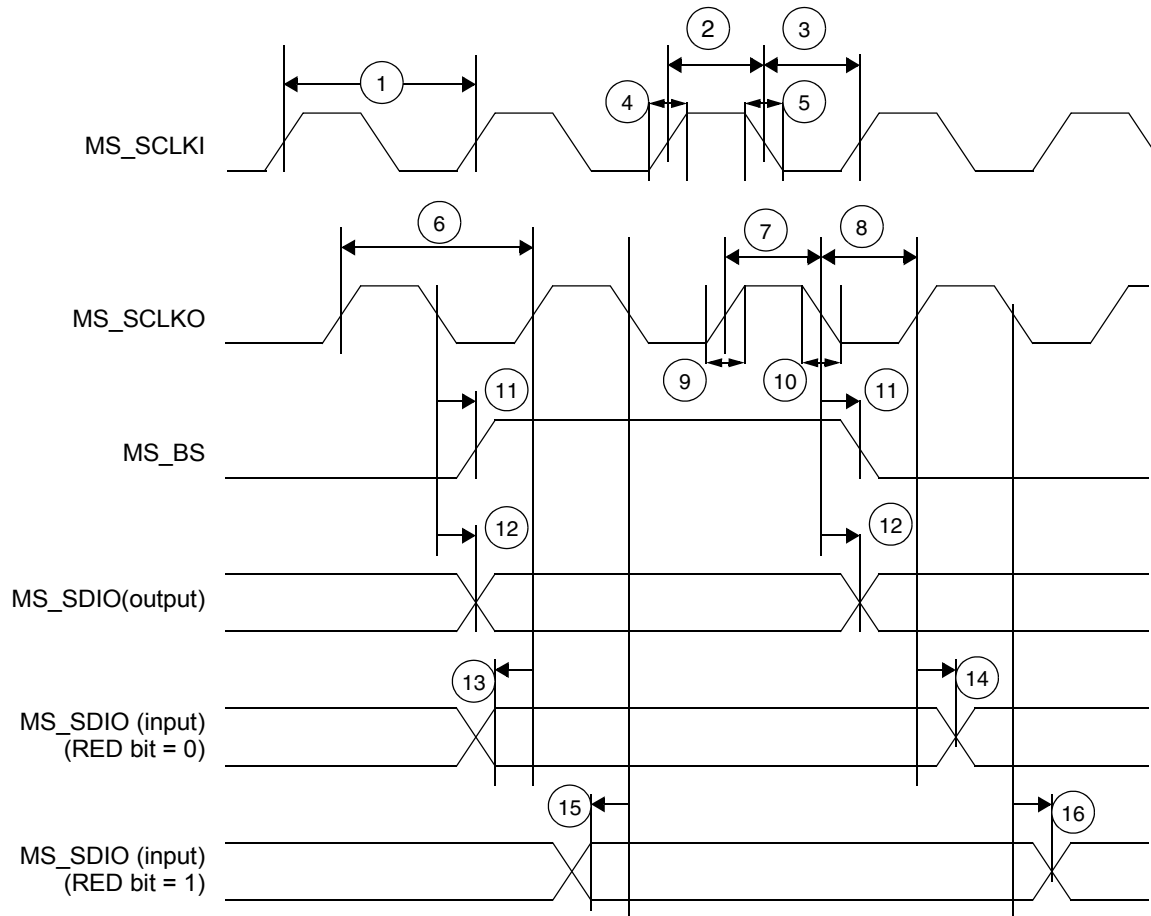 2
3
1
4
5
MS_SCLKI
6
7
8
MS_SCLKO
9
10
11
11
MS_BS
12
12
MS_SDIO(output)
13
14
MS_SDIO (input)
(RED bit = 0)
15
16
MS_SDIO (input)
(RED bit = 1)